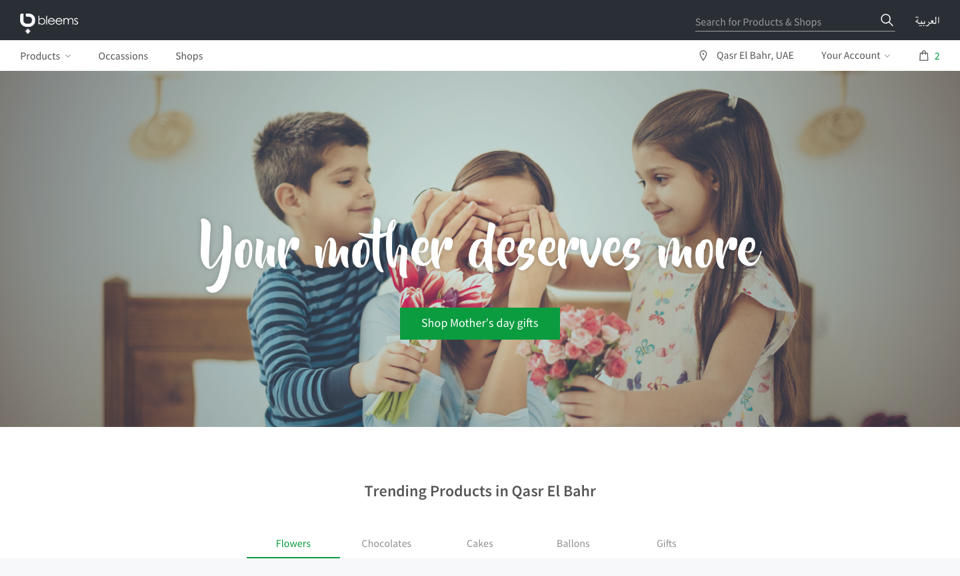 bleems
Search for Products & Shops
العربية
Products
Occassions
Shops
Qasr El Bahr, UAE
Your Account
2
Your mother deserves more
Shop Mother's day gifts
Trending Products in Qasr El Bahr
Flowers
Chocolates
Cakes
Ballons
Gifts